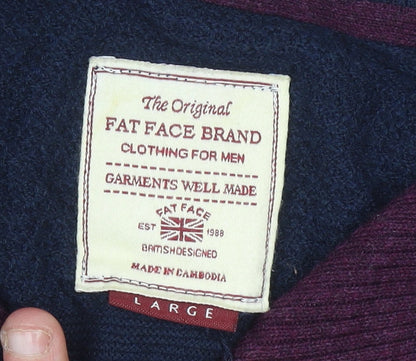 The Original
FAT FACE BRAND
CLOTHING FOR MEN
GARMENTS WELL MADE
FAT FACE
EST 1988
BRITISH DESIGNED
MADE IN CAMBODIA
LARGE